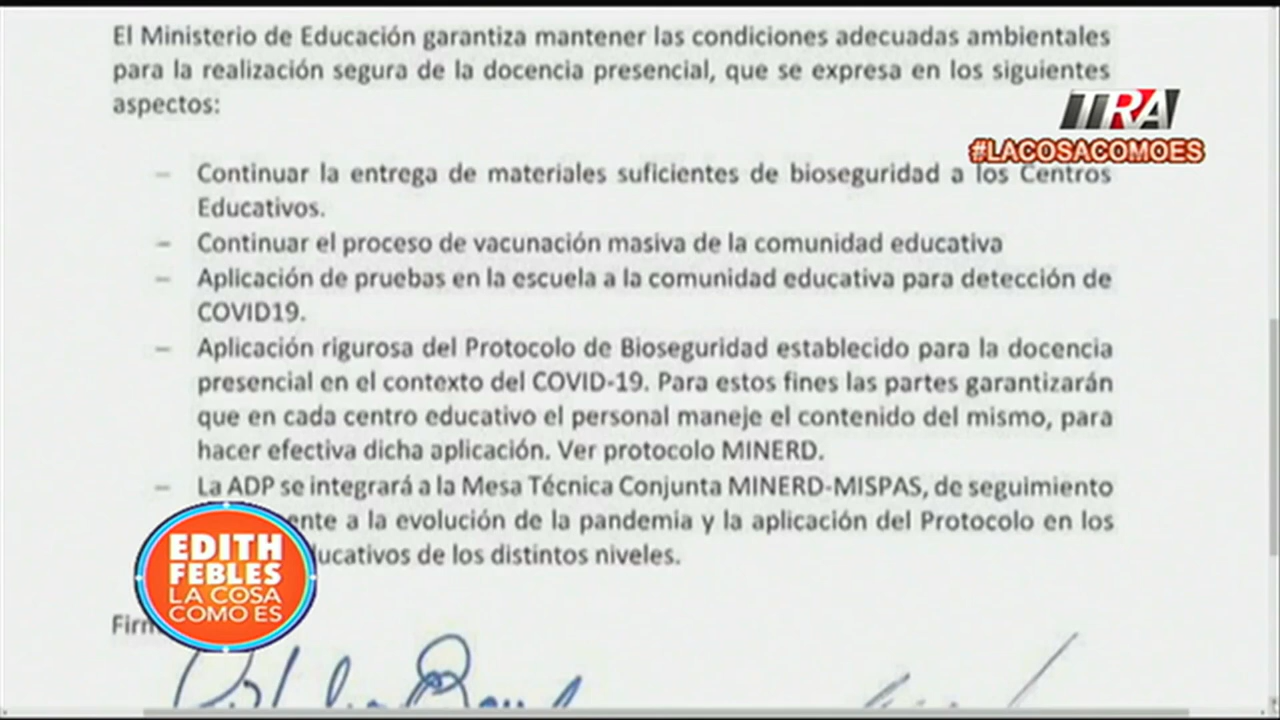 El Ministerio de Educación garantiza mantener las condiciones adecuadas ambientales
para la realización segura de la docencia presencial, que se expresa en los siguientes
aspectos:
TRA
#LACOSACOMOES
– Continuar la entrega de materiales suficientes de bioseguridad a los Centros
Educativos.
– Continuar el proceso de vacunación masiva de la comunidad educativa
– Aplicación de pruebas en la escuela a la comunidad educativa para detección de
COVID19.
– Aplicación rigurosa del Protocolo de Bioseguridad establecido para la docencia
presencial en el contexto del COVID-19. Para estos fines las partes garantizarán
que en cada centro educativo el personal maneje el contenido del mismo, para
hacer efectiva dicha aplicación. Ver protocolo MINERD.
– La ADP se integrará a la Mesa Técnica Conjunta MINERD-MISPAS, de seguimiento
a la evolución de la pandemia y la aplicación del Protocolo en los
de los distintos niveles.
EDITH
FEBLES
LA COSA
COMO ES